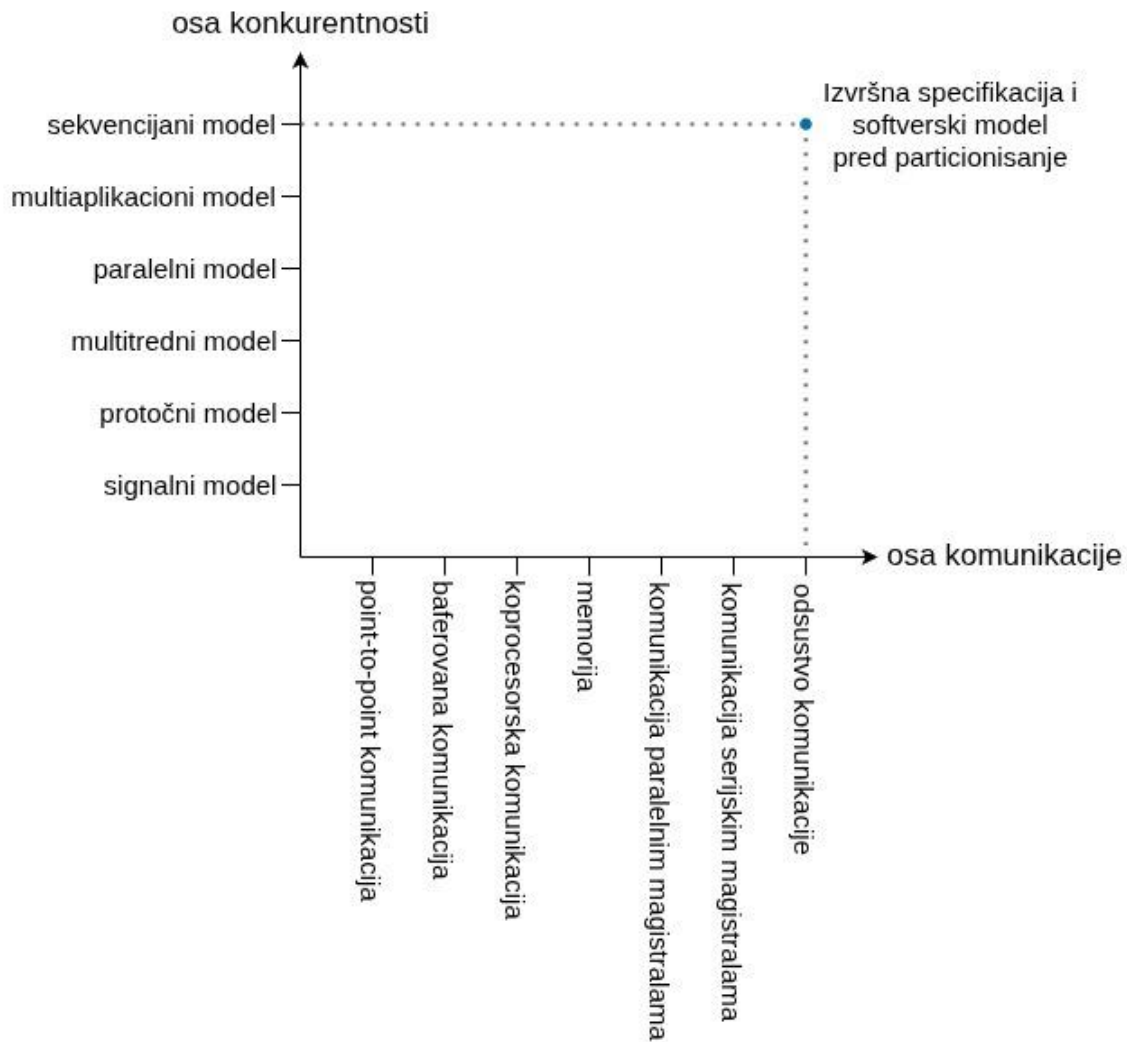 osa konkurentnosti
Izvršna specifikacija i
softverski model
pred particionisanje
sekvencijani model
multiaplikacioni model
paralelni model
multitredni model
protočni model
signalni model
osa komunikacije
point-to-point komunikacija
baferovana komunikacija
koprocesorska komunikacija
memorija
komunikacija paralelnim magistralama
komunikacija serijskim magistralama
odsustvo komunikacije